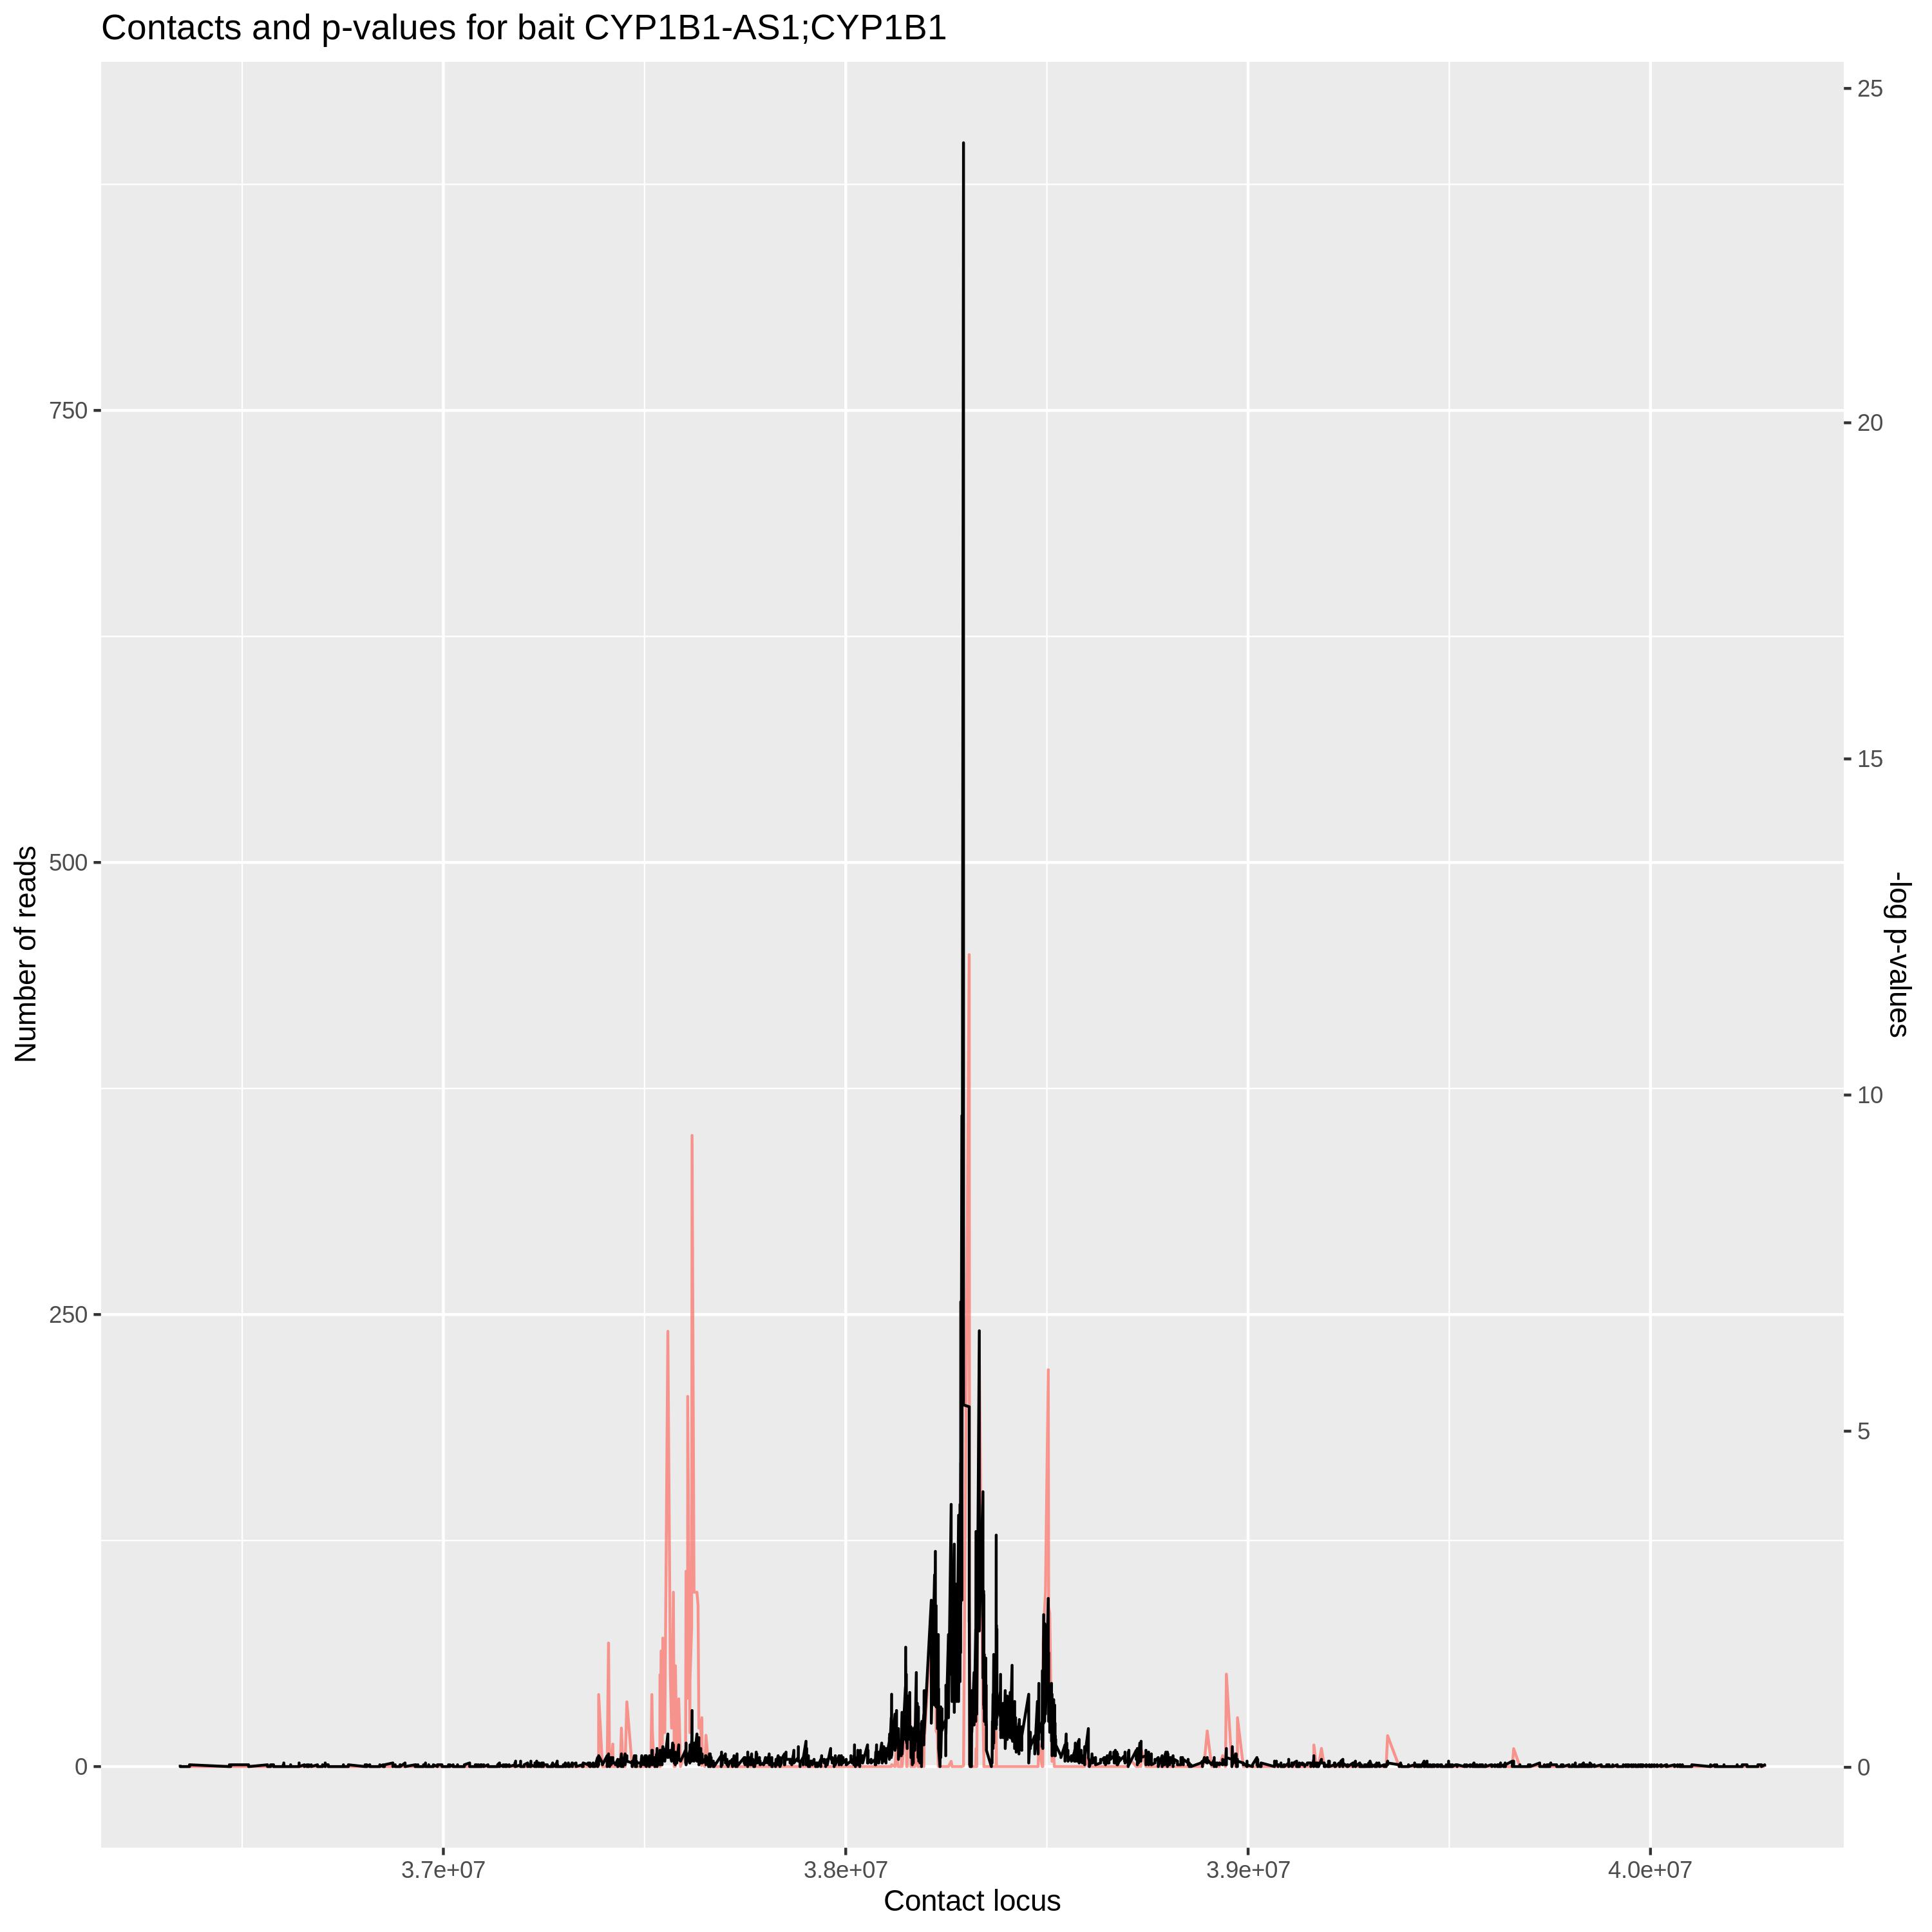 Contacts and p-values for bait CYP1B1-AS1;CYP1B1
Number of reads
750
500
250
0
25
20
15
10
5
0
-log p-values
3.7e+07
3.8e+07
3.9e+07
4.0e+07
Contact locus